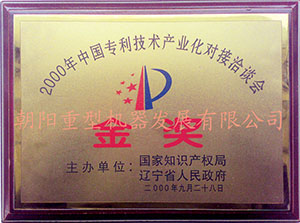 2000年中国专利技术产业化对接洽谈会
朝阳重型机器发展有限公司
金奖
主办单位：国家知识产权局
辽宁省人民政府
二000年九月二十八日